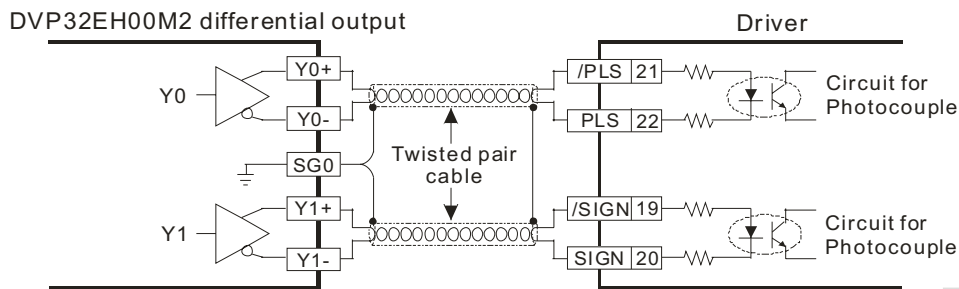 DVP32EH00M2 differential output
Driver
Y0
Y0+
Y0-
SG0
Y1
Y1+
Y1-
Twisted pair
cable
/PLS 21
PLS 22
/SIGN 19
SIGN 20
Circuit for
Photocouple
Circuit for
Photocouple